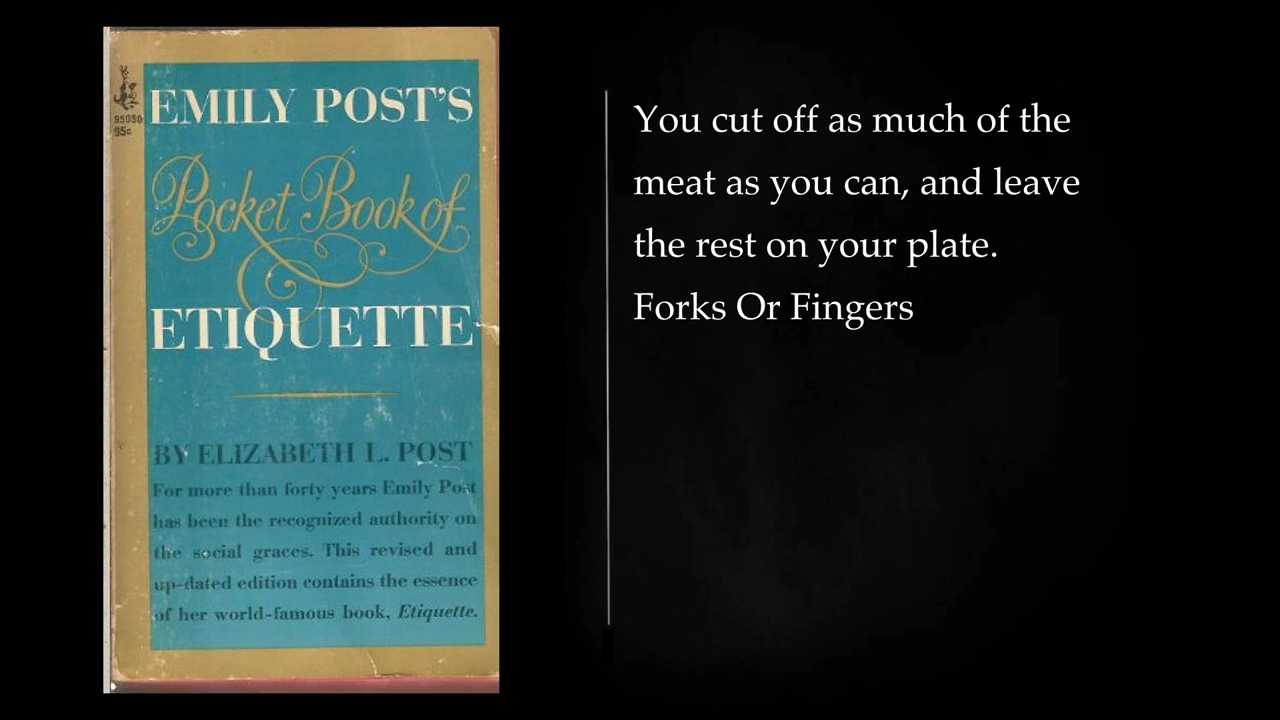 EMILY POST'S
95050
95c
Pocket Book of
ETIQUETTE
BY ELIZABETH L. POST
For more than forty years Emily Post
has been the recognized authority on
the social graces. This revised and
up-dated edition contains the essence
of her world-famous book, Etiquette.
You cut off as much of the
meat as you can, and leave
the rest on your plate.
Forks Or Fingers